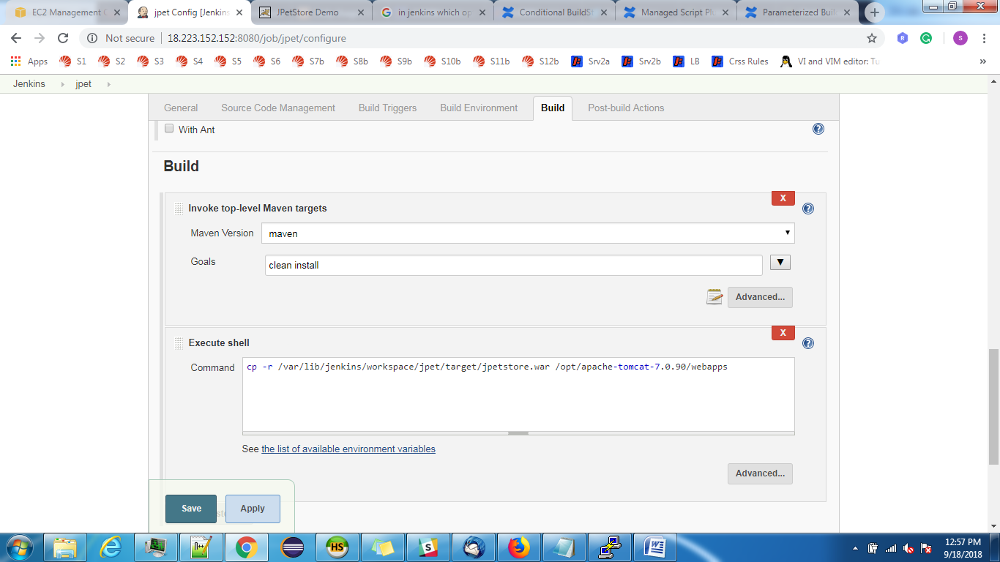 EC2 Management C
jpet Config [Jenkins
JPetStore Demo
in jenkins which op
Conditional BuildSt
Managed Script Plu
Parameterized Buil
Not secure 18.223.152.152:8080/job/jpet/configure
S
Apps S1 S2 S3 S4 S5 S6 S7b S8b S9b S10b S11b S12b Srv2a Srv2b LB Crss Rules VI and VIM editor: Tu »
Jenkins jpet
General Source Code Management Build Triggers Build Environment Build Post-build Actions
With Ant
Build
X
Invoke top-level Maven targets
Maven Version maven
Goals clean install
Advanced...
X
Execute shell
Command cp -r /var/lib/jenkins/workspace/jpet/target/jpetstore.war /opt/apache-tomcat-7.0.90/webapps
See the list of available environment variables
Advanced...
Save Apply
HS
S
W
12:57 PM
9/18/2018